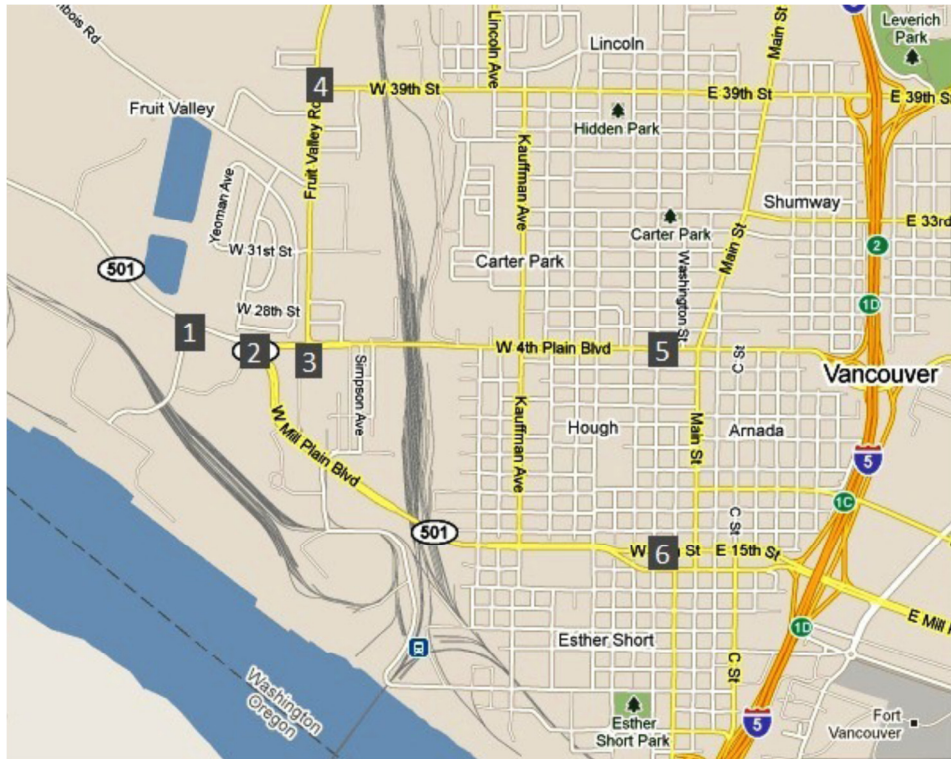 nbois Rd
Lincoln Ave
Main St
Leverich
Park
Lincoln
4
W 39th St
E 39th St
E 39th S
Fruit Valley
Hidden Park
Fruit Valley Rd
Kauffman Ave
Yeoman Ave
Shumway
E 33rd
Carter Park
W 31st St
Main St
2
501
Carter Park
Washington St
W 28th St
1D
1
2
3
W 4th Plain Blvd
5
C St
Vancouver
Simpson Ave
Kauffman Ave
Hough
Main St
Arnada
W Mill Plain Blvd
5
1C
C St
501
W
6
St
E 15th St
E Mill
1D
Esther Short
C St
Washington
Oregon
Esther
Short Park
5
Fort
Vancouver